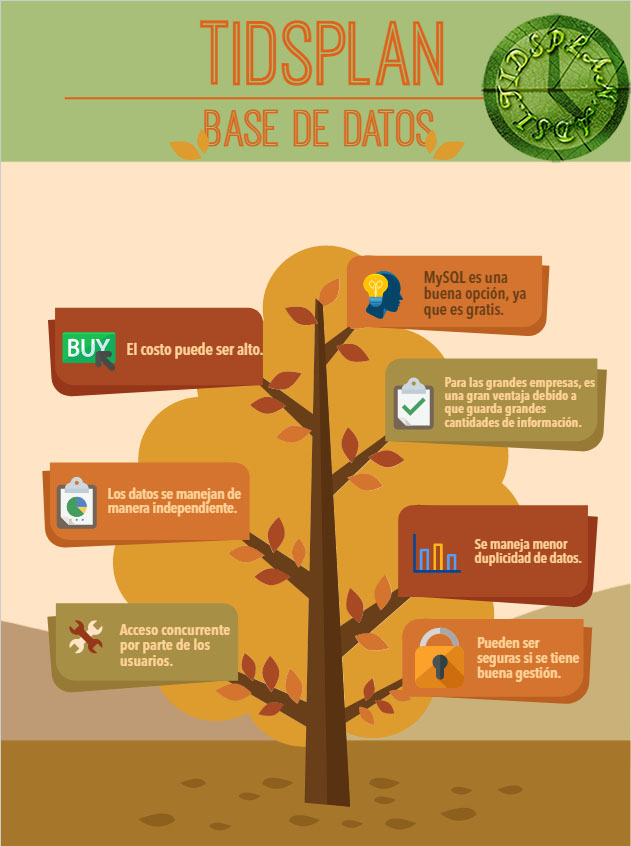 TIDSPLAN
BASE DE DATOS
TIDSPLAN
MySQL es una
buena opción, ya
que es gratis.
BUY
El costo puede ser alto.
Para las grandes empresas, es
una gran ventaja debido a
que guarda grandes
cantidades de información.
Los datos se manejan de
manera independiente.
Se maneja menor
duplicidad de datos.
Acceso concurrente
por parte de los
usuarios.
Pueden ser
seguras si se tiene
buena gestión.